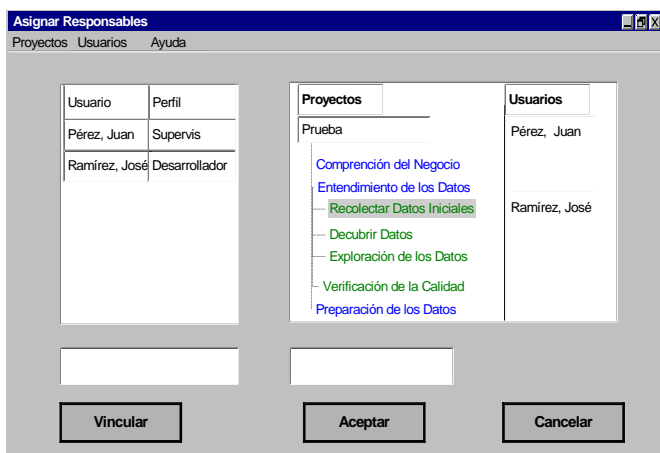 Asignar Responsables
Proyectos Usuarios Ayuda
Usuario Perfil
Pérez, Juan Supervis
Ramírez, José Desarrollador
Proyectos Usuarios
Prueba Pérez, Juan
Comprención del Negocio
Entendimiento de los Datos
Recolectar Datos Iniciales Ramírez, José
Decubrir Datos
Exploración de los Datos
Verificación de la Calidad
Preparación de los Datos
Vincular Aceptar Cancelar